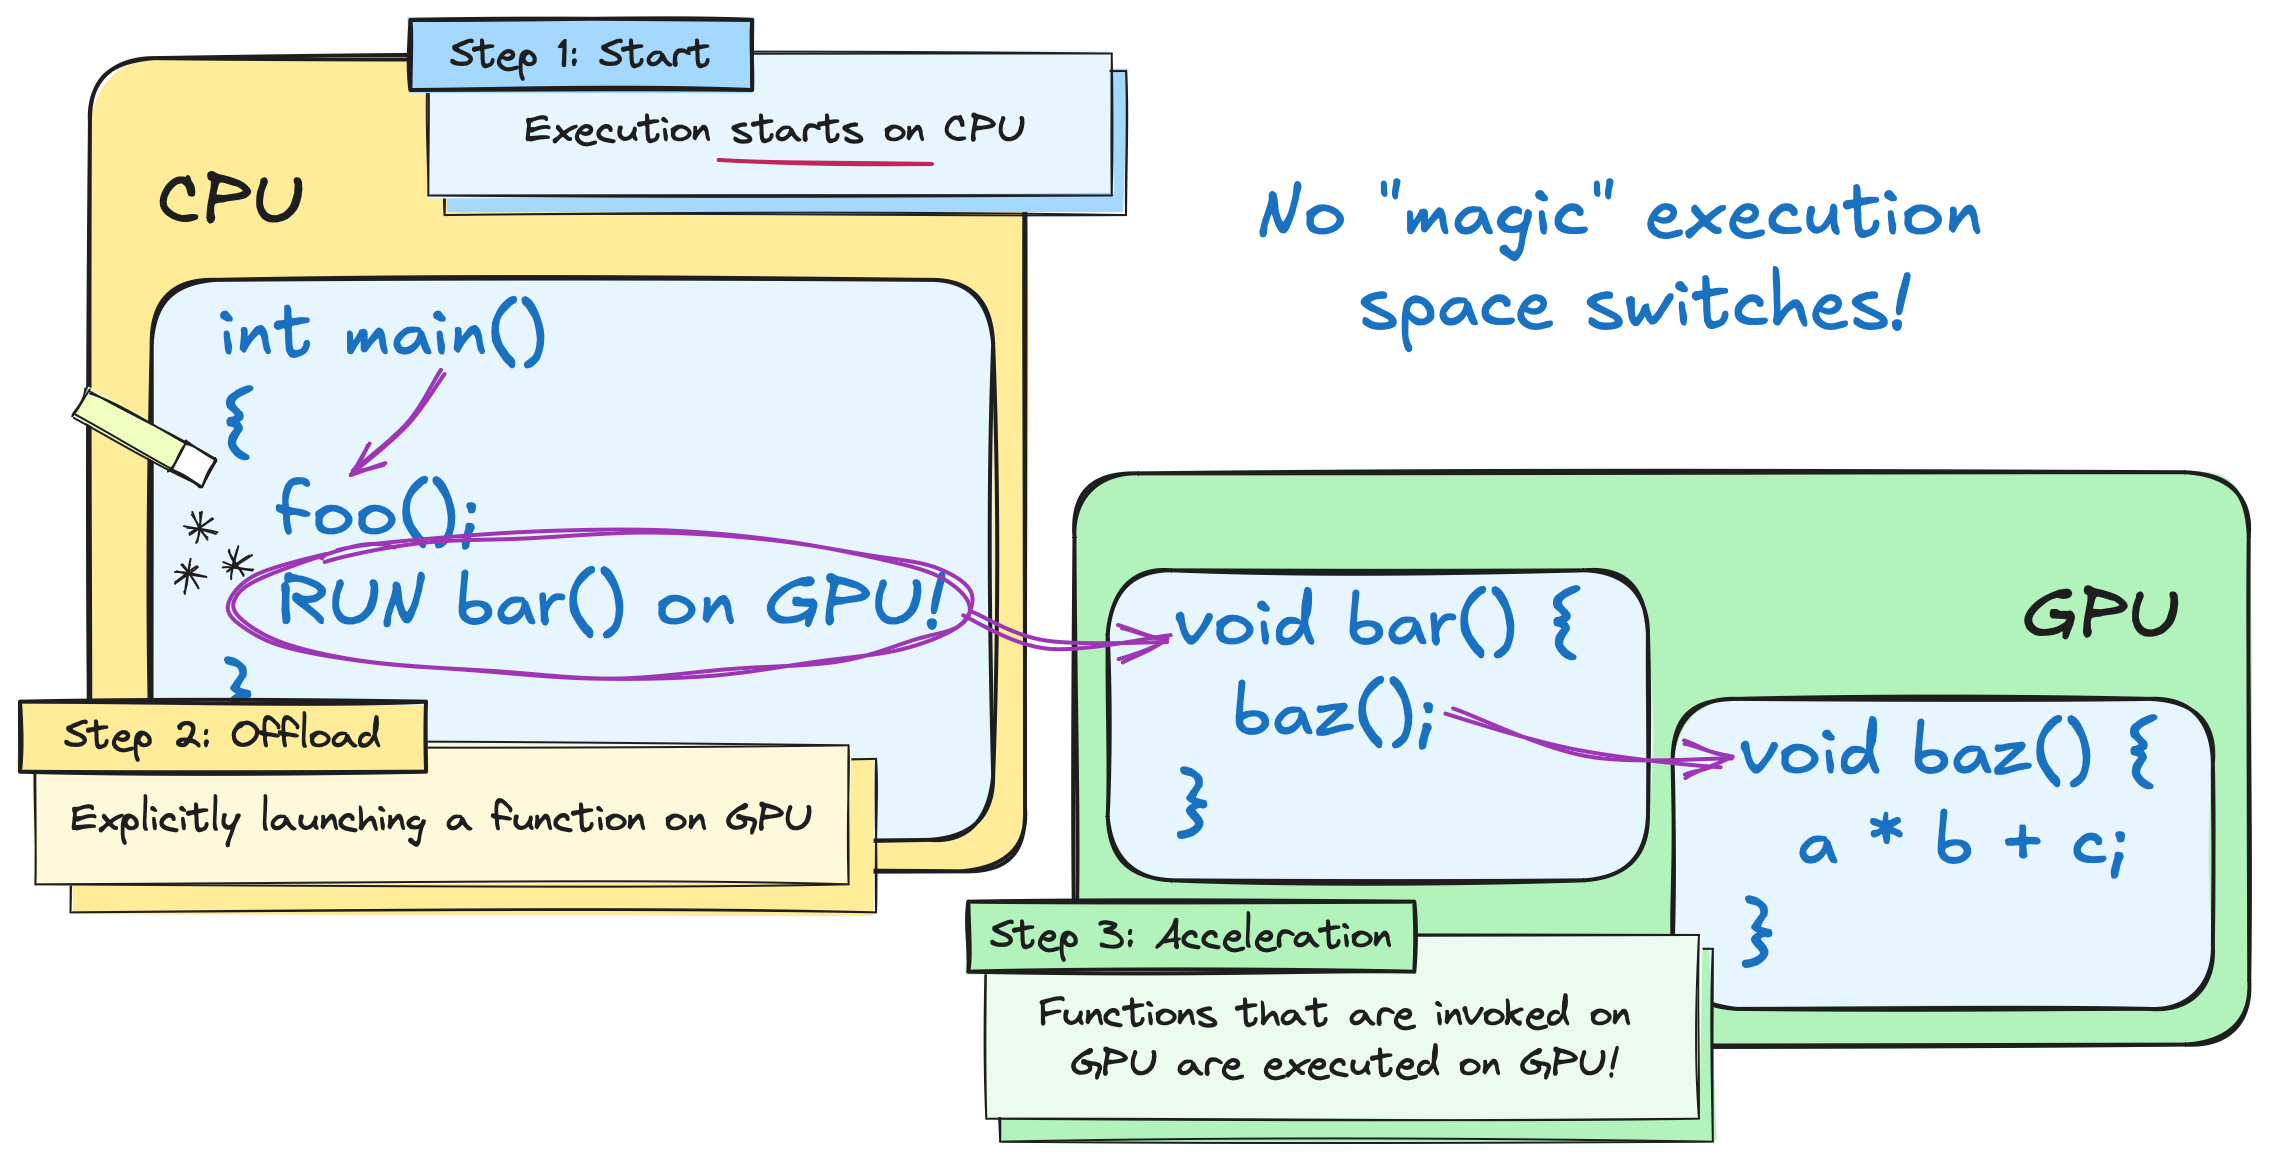 Step 1: Start
Execution starts on CPU
CPU
No "magic" execution
space switches!
int main()
{
foo();
RUN bar() on GPU!
}
Step 2: Offload
Explicitly launching a function on GPU
GPU
void bar() {
baz();
}
void baz() {
a * b + c;
}
Step 3: Acceleration
Functions that are invoked on
GPU are executed on GPU!